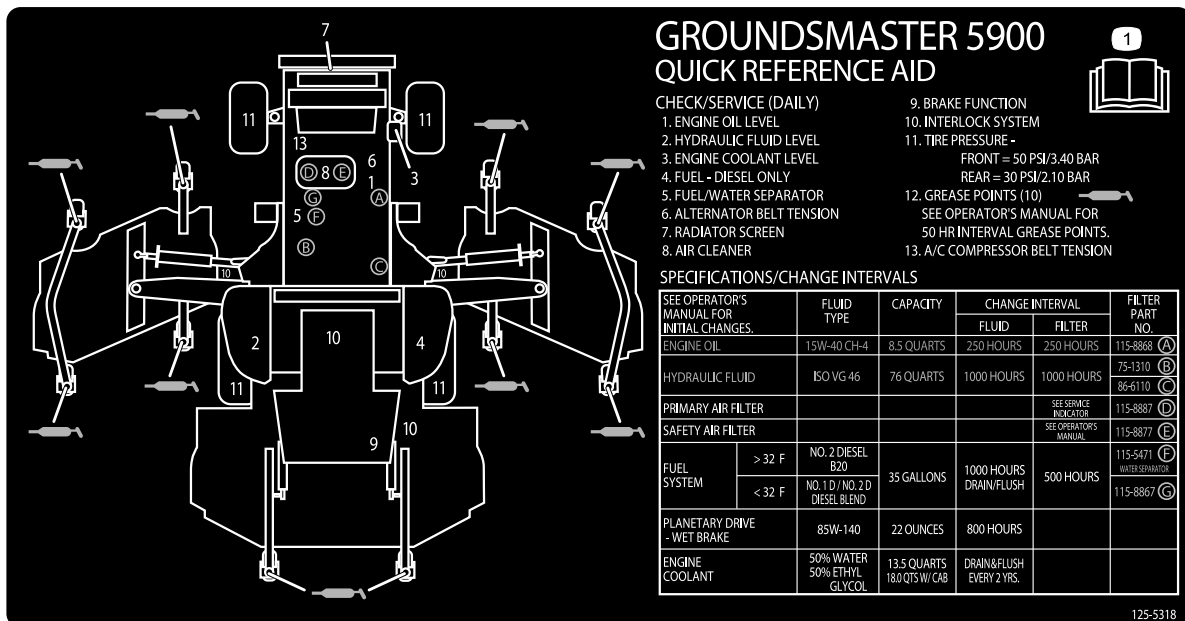 GROUNDSMASTER 5900
QUICK REFERENCE AID
1
CHECK/SERVICE (DAILY)
1. ENGINE OIL LEVEL
2. HYDRAULIC FLUID LEVEL
3. ENGINE COOLANT LEVEL
4. FUEL - DIESEL ONLY
5. FUEL/WATER SEPARATOR
6. ALTERNATOR BELT TENSION
7. RADIATOR SCREEN
8. AIR CLEANER
9. BRAKE FUNCTION
10. INTERLOCK SYSTEM
11. TIRE PRESSURE -
FRONT = 50 PSI/3.40 BAR
REAR = 30 PSI/2.10 BAR
12. GREASE POINTS (10)
SEE OPERATOR'S MANUAL FOR
50 HR INTERVAL GREASE POINTS.
13. A/C COMPRESSOR BELT TENSION
SPECIFICATIONS/CHANGE INTERVALS
SEE OPERATOR'S
MANUAL FOR
INITIAL CHANGES.
FLUID
TYPE
CAPACITY
CHANGE INTERVAL
FLUID
FILTER
FILTER
PART
NO.
ENGINE OIL 15W-40 CH-4 8.5 QUARTS 250 HOURS 250 HOURS 115-8868 A
HYDRAULIC FLUID ISO VG 46 76 QUARTS 1000 HOURS 1000 HOURS
75-1310 B
86-6110 C
PRIMARY AIR FILTER
SEE SERVICE
INDICATOR
115-8887 D
SAFETY AIR FILTER
SEE OPERATOR'S
MANUAL
115-8877 E
FUEL
SYSTEM
> 32 F
NO. 2 DIESEL
B20
< 32 F
NO. 1 D / NO. 2 D
DIESEL BLEND
35 GALLONS
1000 HOURS
DRAIN/FLUSH
500 HOURS
115-5471 F
WATER SEPARATOR
115-8867 G
PLANETARY DRIVE
- WET BRAKE
85W-140
22 OUNCES
800 HOURS
ENGINE
COOLANT
50% WATER
50% ETHYL
GLYCOL
13.5 QUARTS
18.0 QTS W/ CAB
DRAIN&FLUSH
EVERY 2 YRS.
125-5318
7
11
11
13
6
3
D 8 E
1
G
A
5 F
B
C
10
10
2
10
4
11
11
10
9